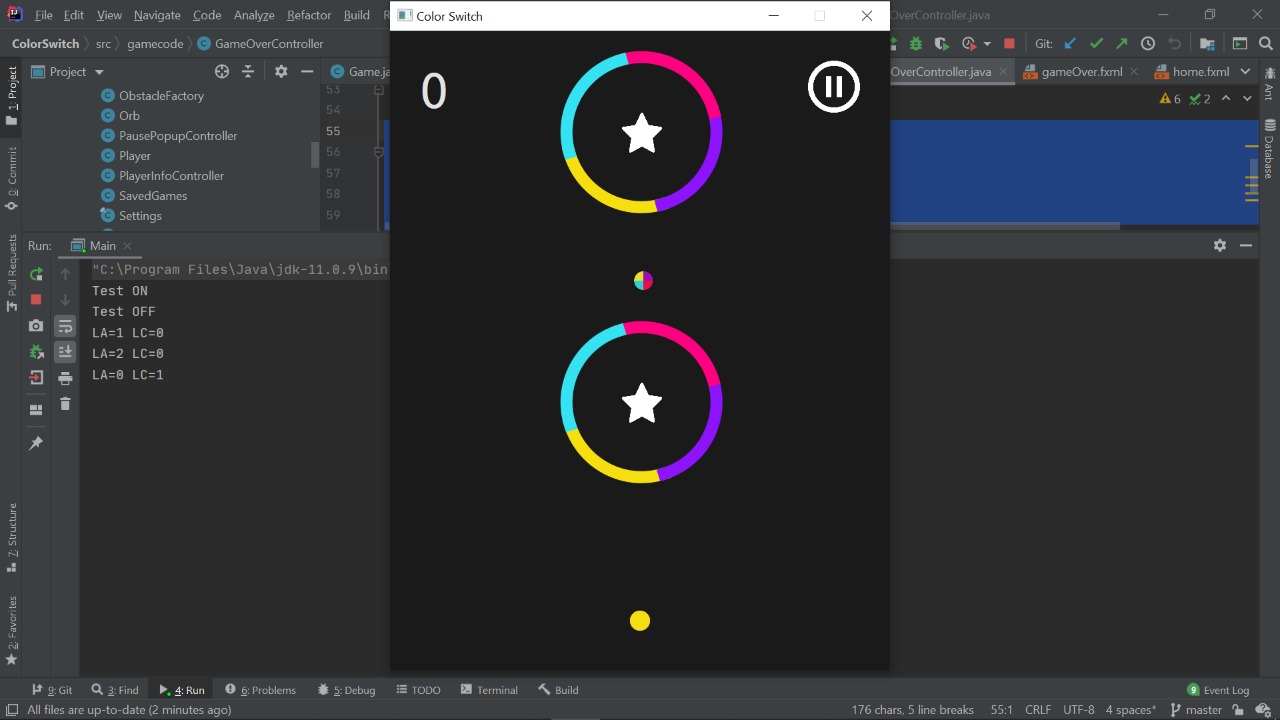 File Edit View Navigate Code Analyze Refactor Build
Color Switch
OverController.java
ColorSwitch src gamecode GameOverController
Git:
Project
Game.ja
OverController.java
gameOver.fxml
home.fxml
ObstacleFactory
Orb
PausePopupController
Player
PlayerInfoController
SavedGames
Settings
53
54
55
56
57
58
59
6 2
0
1: Project
0: Commit
Pull Requests
7: Structure
2: Favorites
Ant
Database
Run: Main
"C:\Program Files\Java\jdk-11.0.9\bin
Test ON
Test OFF
LA=1 LC=0
LA=2 LC=0
LA=0 LC=1
9: Git 3: Find 4: Run 6: Problems 5: Debug TODO Terminal Build 9 Event Log
All files are up-to-date (2 minutes ago) 176 chars, 5 line breaks 55:1 CRLF UTF-8 4 spaces* master